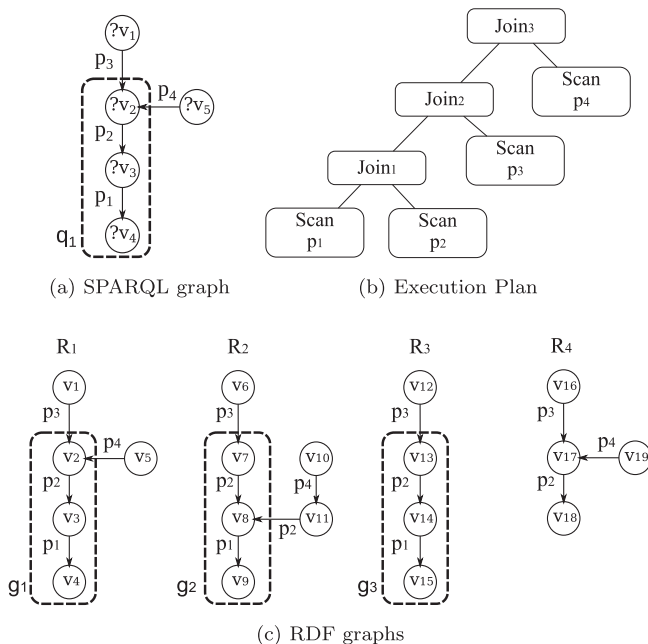 ?v1
p3
?v2
p4
?v5
p2
?v3
p1
?v4
q1
(a) SPARQL graph
Join3
Scan
p4
Join2
Scan
p3
Join1
Scan
p1
Scan
p2
(b) Execution Plan
R1
R2
R3
R4
v1
p3
v2
p4
v5
p2
v3
p1
v4
g1
v6
p3
v7
p2
v10
p4
v8
p2
v11
p1
v9
g2
v12
p3
v13
p2
v14
p1
v15
g3
v16
p3
v17
p4
v19
p2
v18
(c) RDF graphs